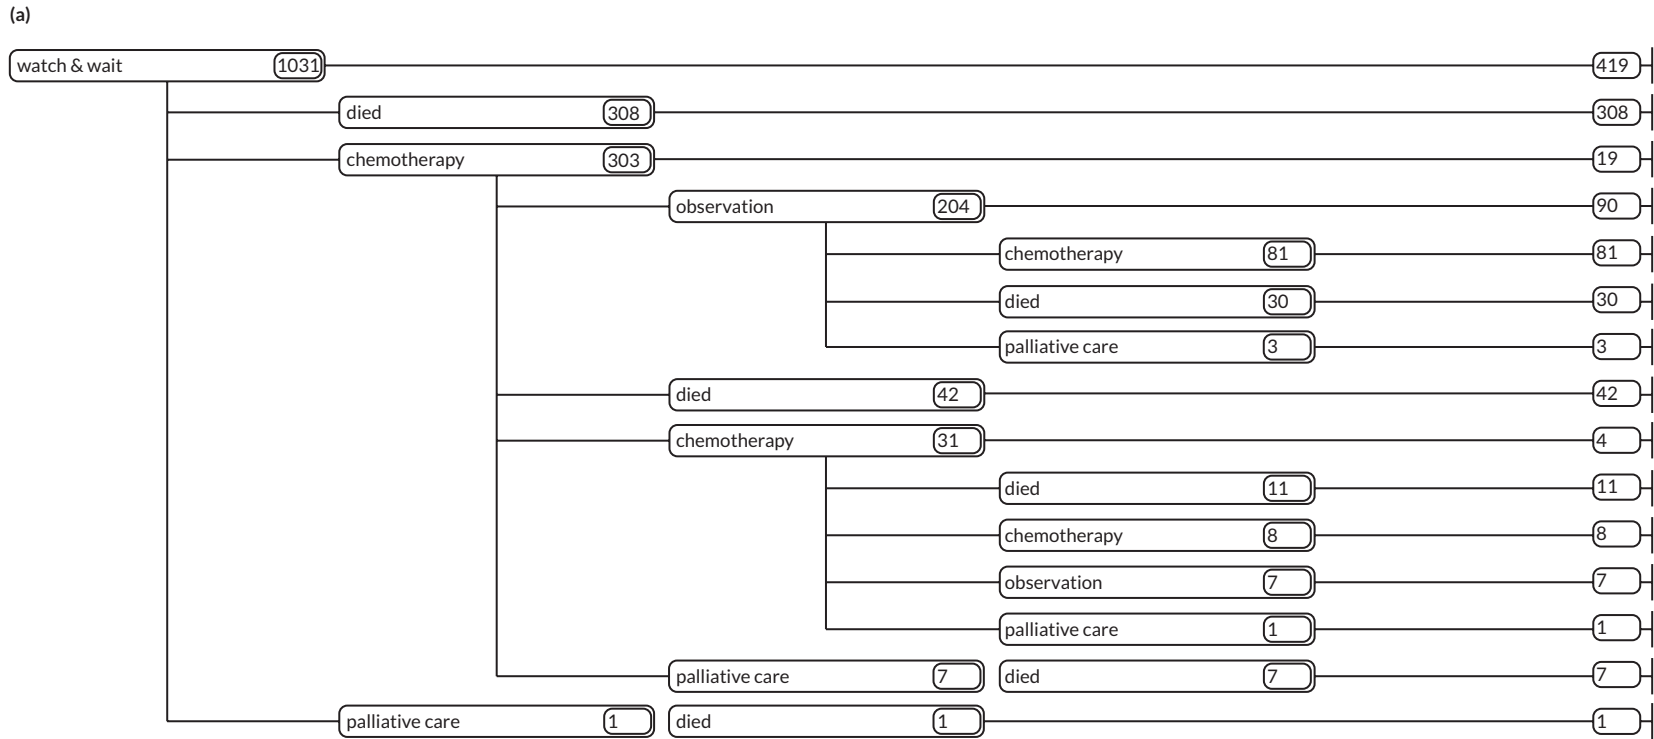 (a)
watch & wait 1031 419
died 308 308
chemotherapy 303 19
observation 204 90
chemotherapy 81 81
died 30 30
palliative care 3 3
died 42 42
chemotherapy 31 4
died 11 11
chemotherapy 8 8
observation 7 7
palliative care 1 1
palliative care 7 died 7 7
palliative care 1 died 1 1